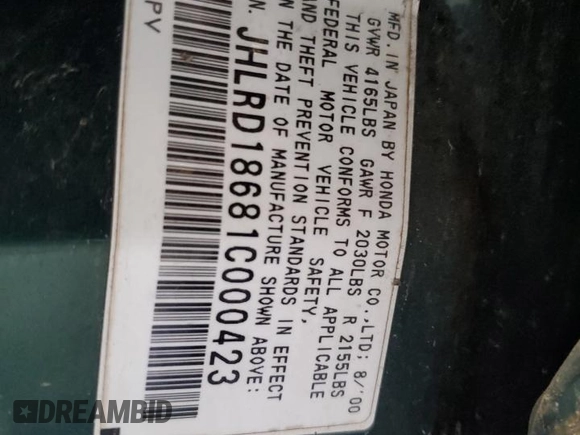 MFD. IN JAPAN BY HONDA MOTOR CO.,LTD; 8/'00
GVWR 4165LBS GAWR F 2030LBS R 2155LBS
THIS VEHICLE CONFORMS TO ALL APPLICABLE
FEDERAL MOTOR VEHICLE SAFETY,
AND THEFT PREVENTION STANDARDS IN EFFECT
ON THE DATE OF MANUFACTURE SHOWN ABOVE:
N. JHLRD18681C000423
MPV
DREAMBID